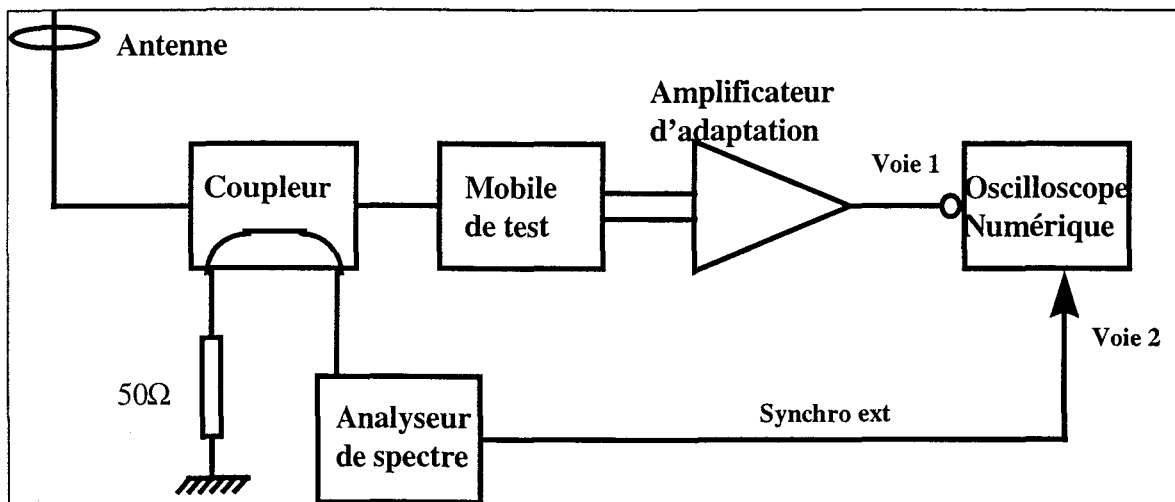 Antenne
Amplificateur
d'adaptation
Voie 1
Coupleur
Mobile
de test
Oscilloscope
Numérique
Voie 2
50Ω
Analyseur
de spectre
Synchro ext